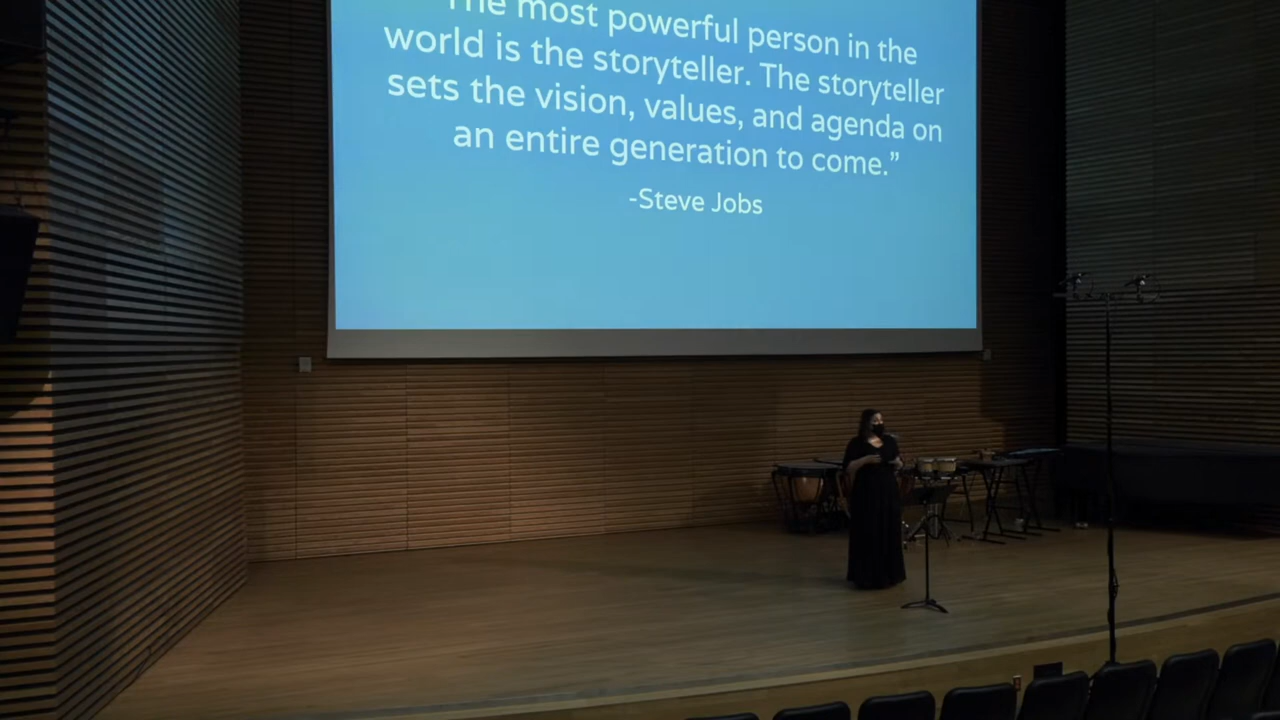 The most powerful person in the
world is the storyteller. The storyteller
sets the vision, values, and agenda on
an entire generation to come.”
-Steve Jobs